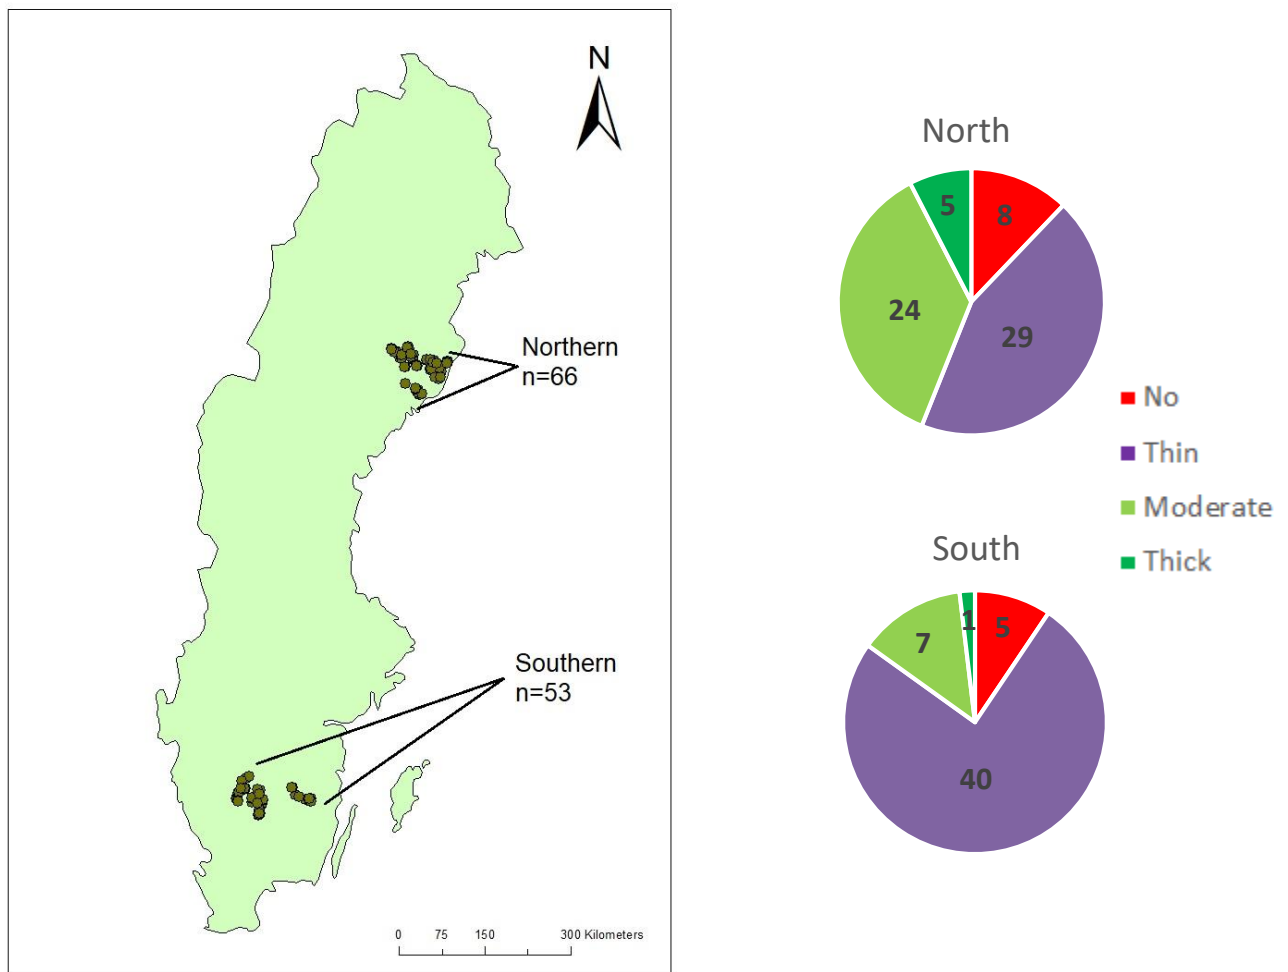 N
Northern
n=66
Southern
n=53
0 75 150 300 Kilometers
North
5
8
24
29
No
Thin
Moderate
Thick
South
1
5
7
40